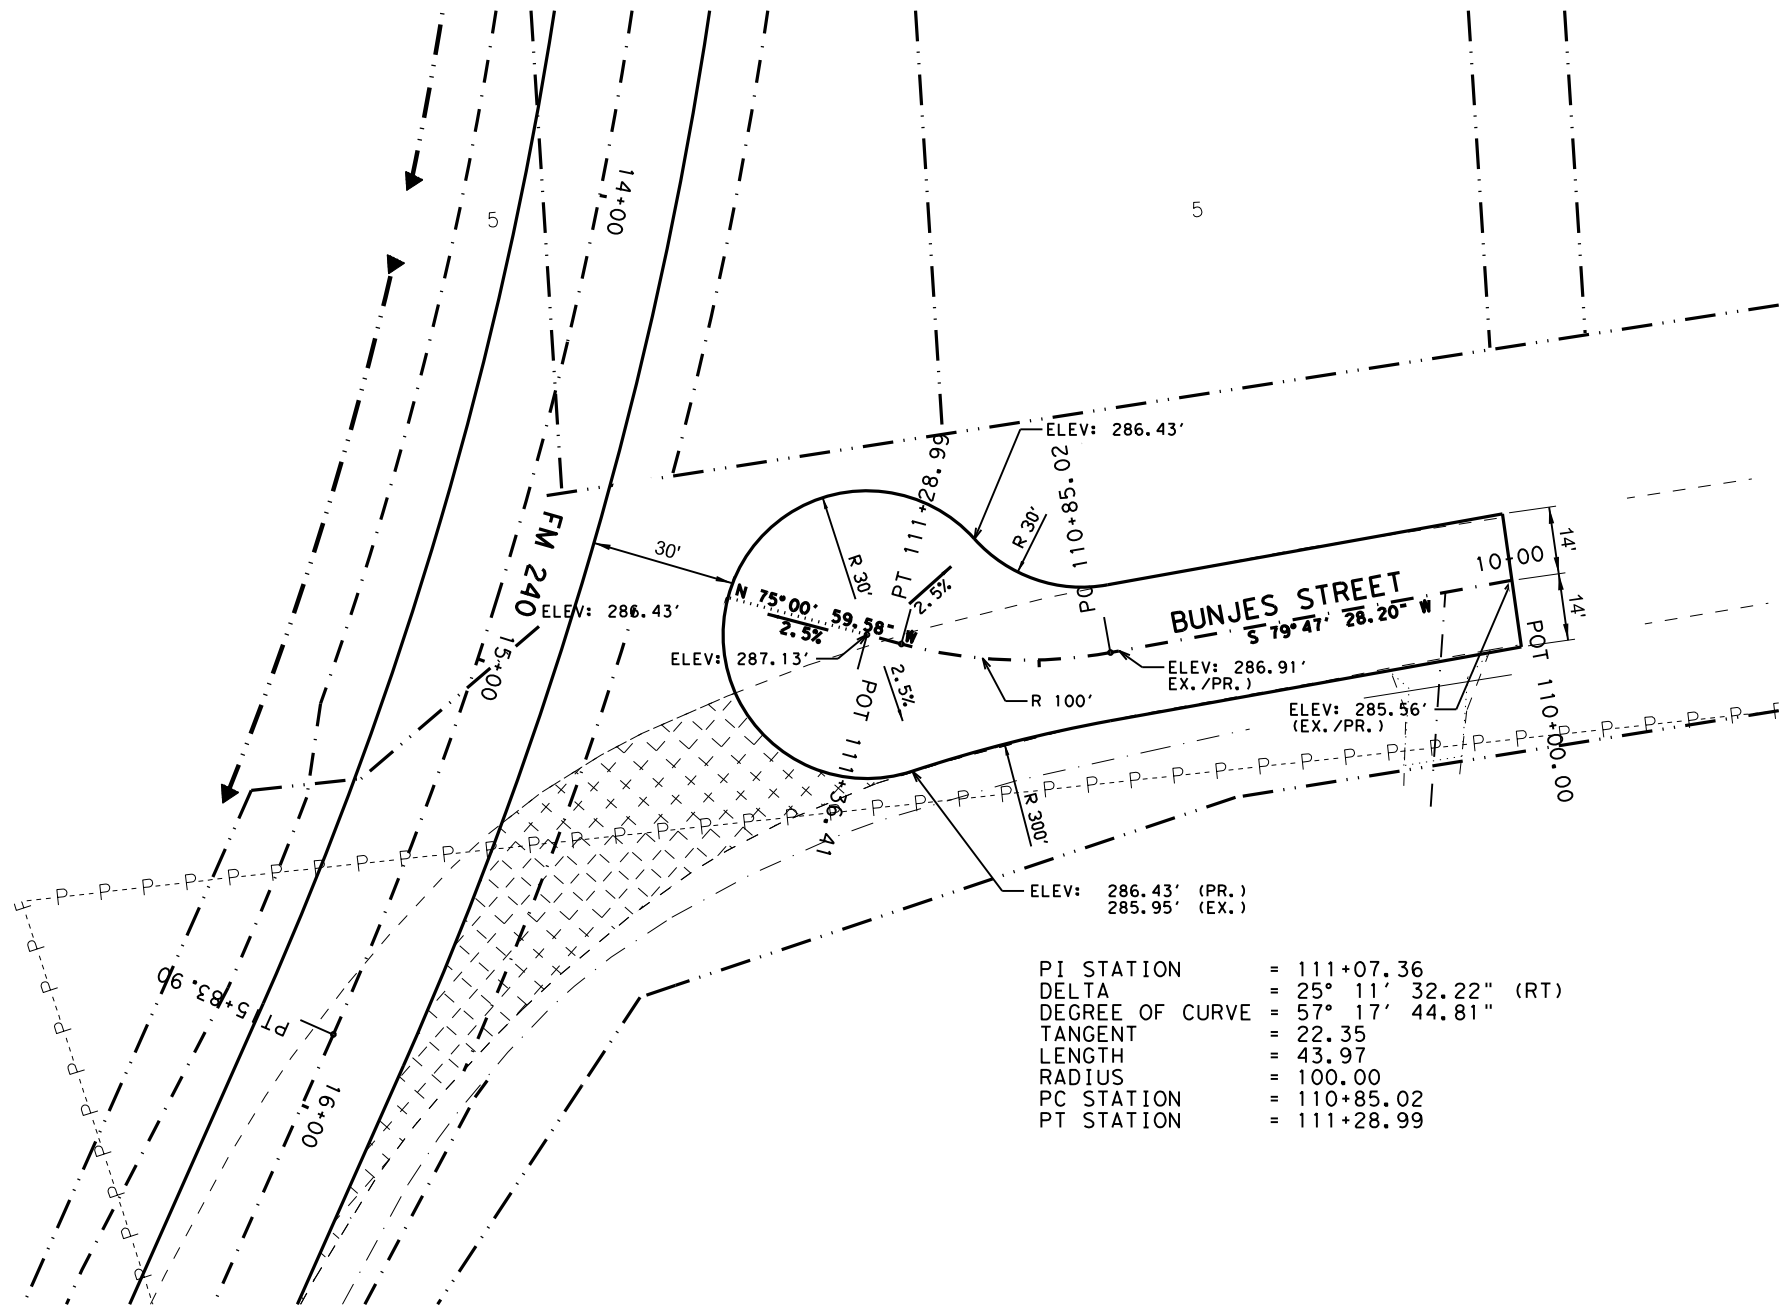 14+00
5
5
ELEV: 286.43'
PT 111+28.99
PC 110+85.02
FM 240
30'
R 30'
R 30'
14'
10+00
14'
BUNJES STREET
S 79°47' 28.20" W
N 75°00' 59.58" W
2.5%
2.5%
2.5%
ELEV: 286.43'
ELEV: 287.13'
15+00
ELEV: 286.91'
EX./PR.)
R 100'
ELEV: 285.56'
(EX./PR.)
POT 110+00.00
POT 111+36.41
R 300'
ELEV: 286.43' (PR.)
285.95' (EX.)
PT 15+83.90
16+00
PI STATION = 111+07.36
DELTA = 25° 11' 32.22" (RT)
DEGREE OF CURVE = 57° 17' 44.81"
TANGENT = 22.35
LENGTH = 43.97
RADIUS = 100.00
PC STATION = 110+85.02
PT STATION = 111+28.99